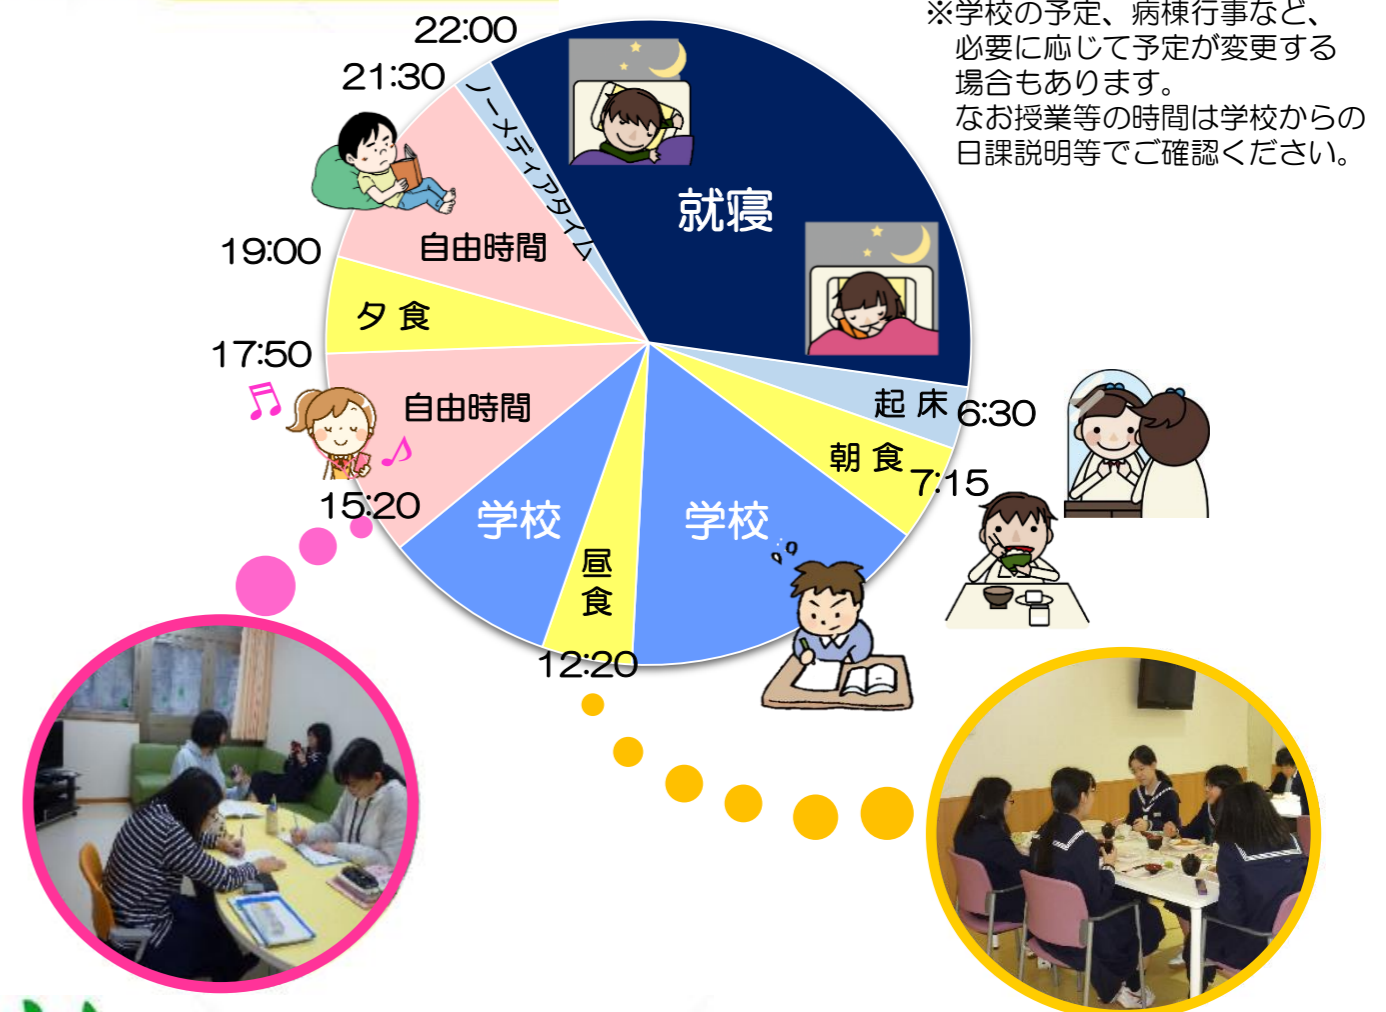 ※学校の予定、病棟行事など、
必要に応じて予定が変更する
場合もあります。
なお授業等の時間は学校からの
日課説明等でご確認ください。
22:00
21:30
ノーメディアタイム
就寝
自由時間
19:00
夕食
17:50
自由時間
起床
6:30
朝食
7:15
15:20
学校
学校
昼食
12:20